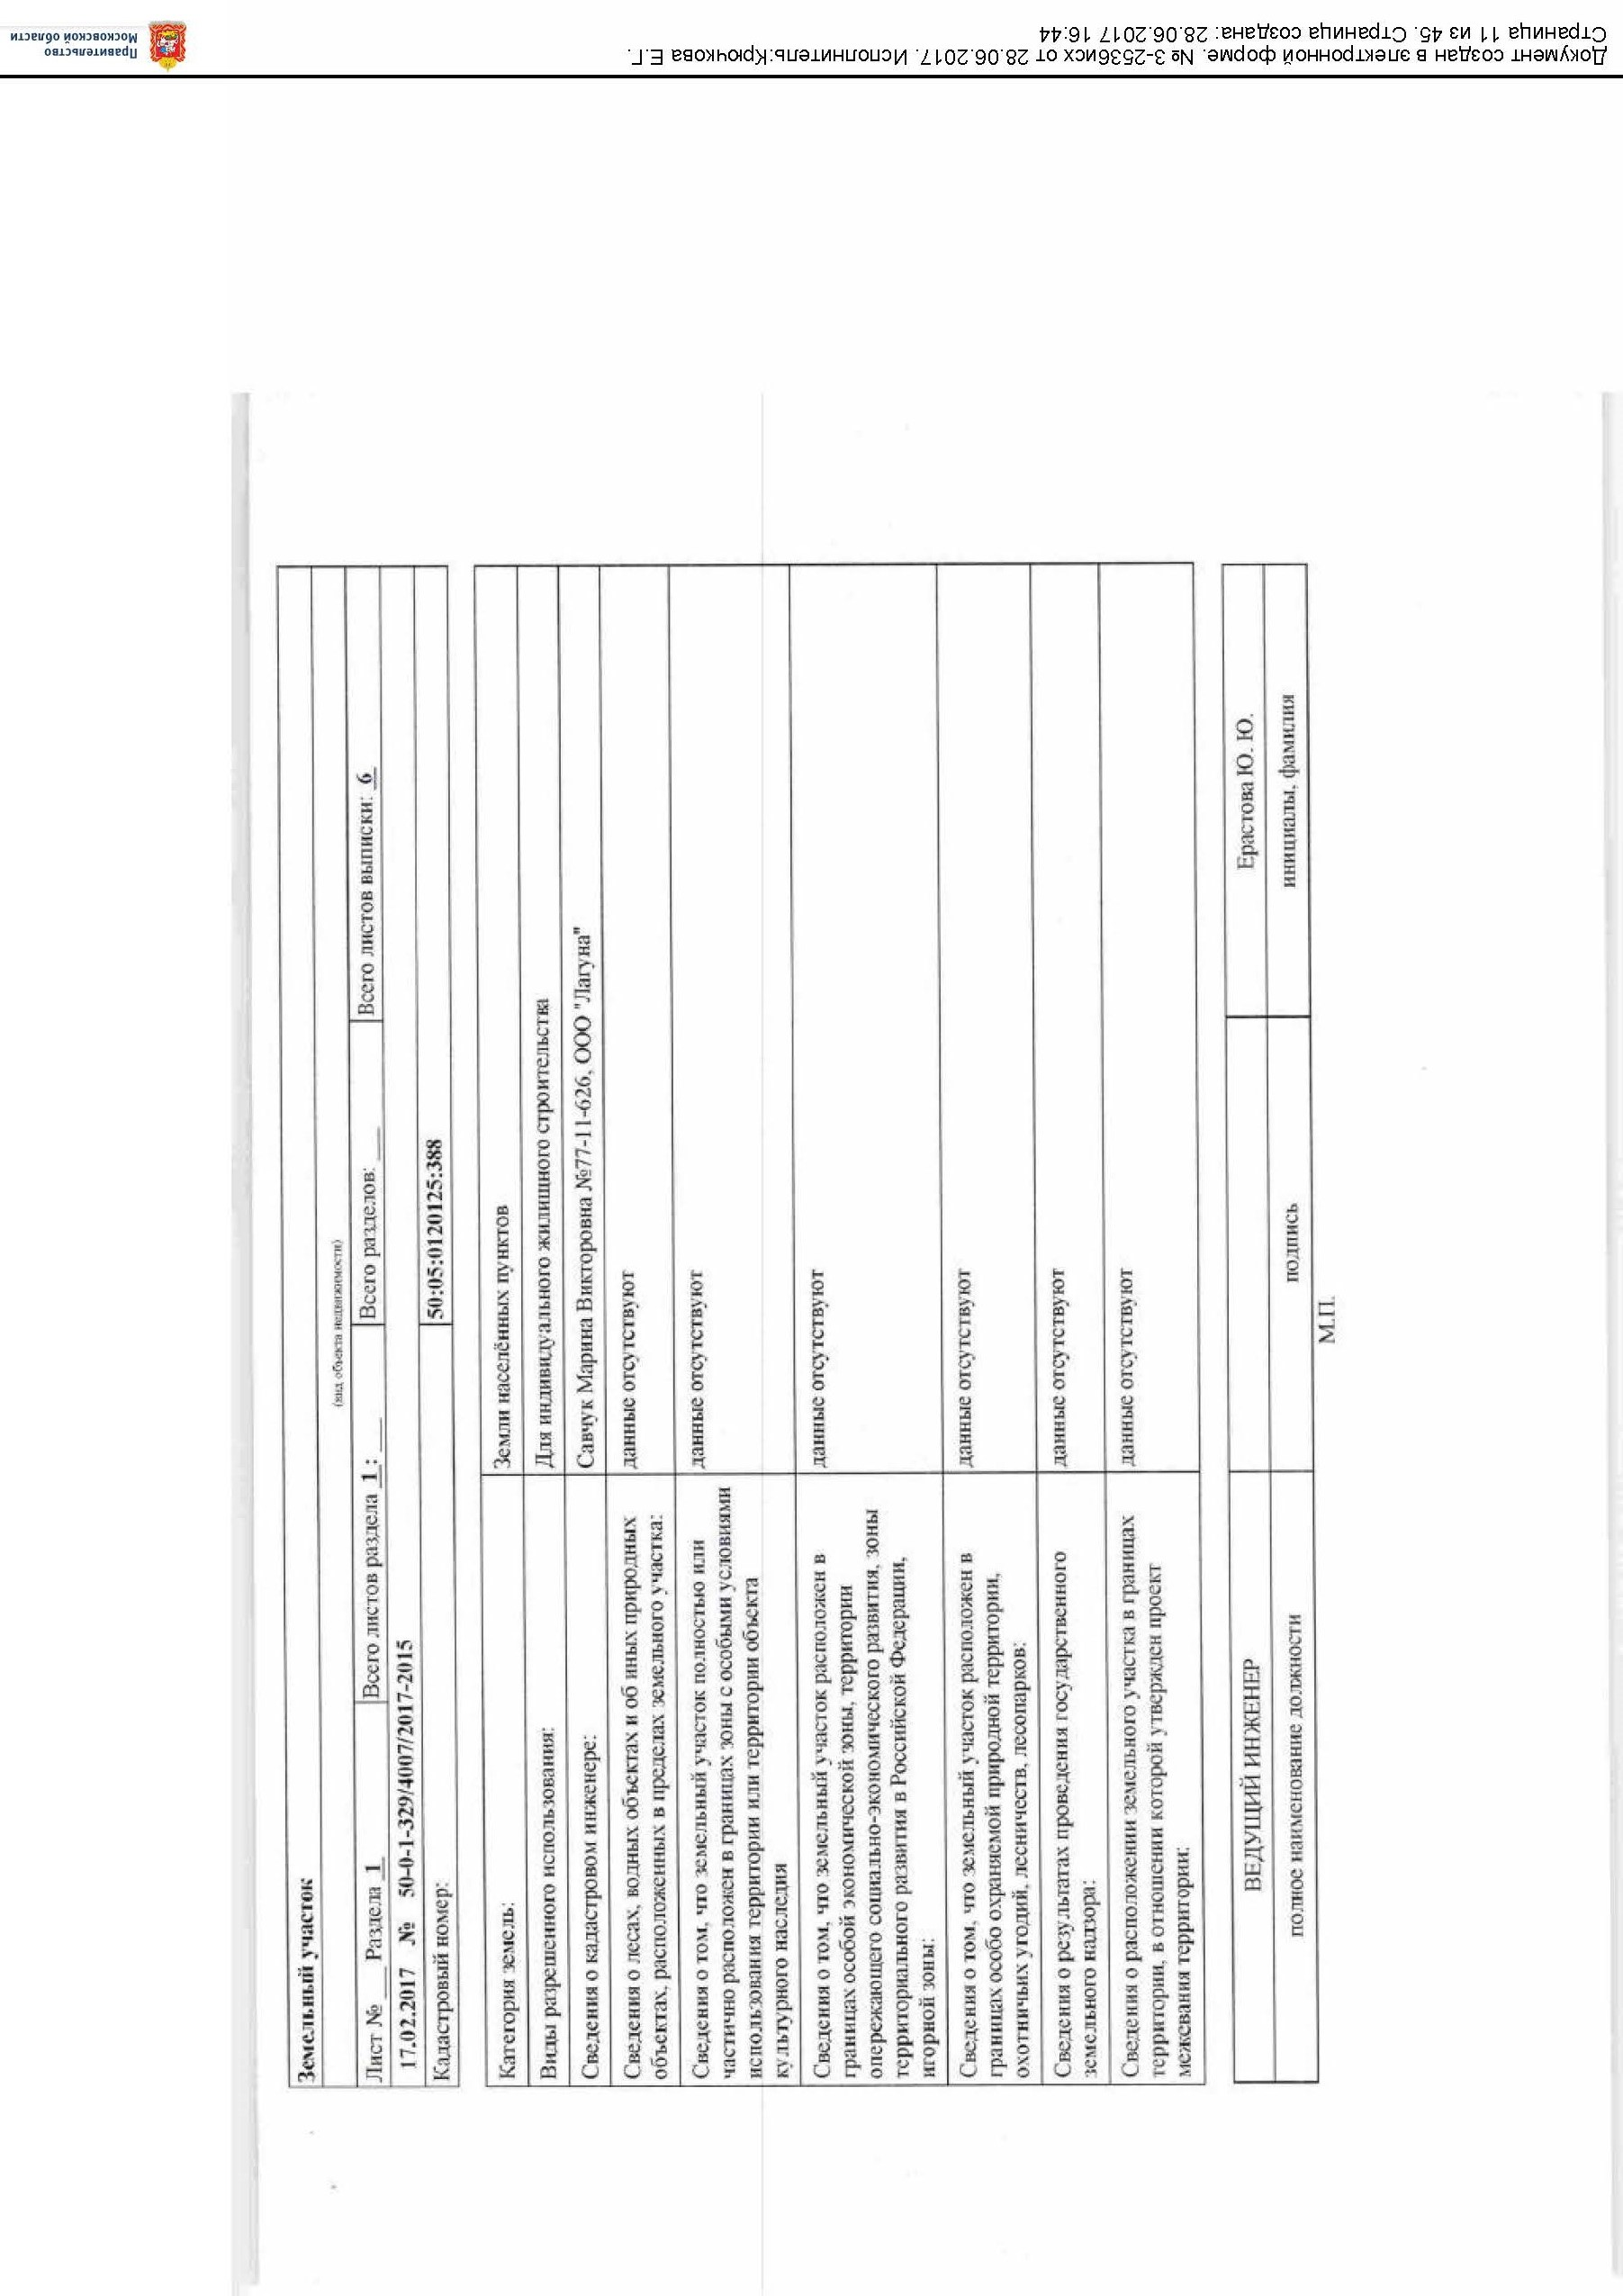 Документ создан в электронной форме. № 3-2536исх от 28.06.2017. Исполнитель:Крючкова Е.Г.
Страница 11 из 45. Страница создана: 28.06.2017 16:44
Правительство
Московской области
Земельный участок
(вид объекта недвижимости)
Лист № ___ Раздела 1 Всего листов раздела 1 : ___ Всего разделов: ___ Всего листов выписки: 6
17.02.2017 № 50-0-1-329/4007/2017-2015
Кадастровый номер: 50:05:0120125:388
Категория земель: Земли населённых пунктов
Виды разрешенного использования: Для индивидуального жилищного строительства
Сведения о кадастровом инженере: Савчук Марина Викторовна №77-11-626, ООО "Лагуна"
Сведения о лесах, водных объектах и об иных природных данные отсутствуют
объектах, расположенных в пределах земельного участка:
Сведения о том, что земельный участок полностью или данные отсутствуют
частично расположен в границах зоны с особыми условиями
использования территории или территории объекта
культурного наследия
Сведения о том, что земельный участок расположен в данные отсутствуют
границах особой экономической зоны, территории
опережающего социально-экономического развития, зоны
территориального развития в Российской Федерации,
игорной зоны:
Сведения о том, что земельный участок расположен в данные отсутствуют
границах особо охраняемой природной территории,
охотничьих угодий, лесничеств, лесопарков:
Сведения о результатах проведения государственного данные отсутствуют
земельного надзора:
Сведения о расположении земельного участка в границах данные отсутствуют
территории, в отношении которой утвержден проект
межевания территории:
ВЕДУЩИЙ ИНЖЕНЕР Ерастова Ю. Ю.
полное наименование должности подпись инициалы, фамилия
М.П.